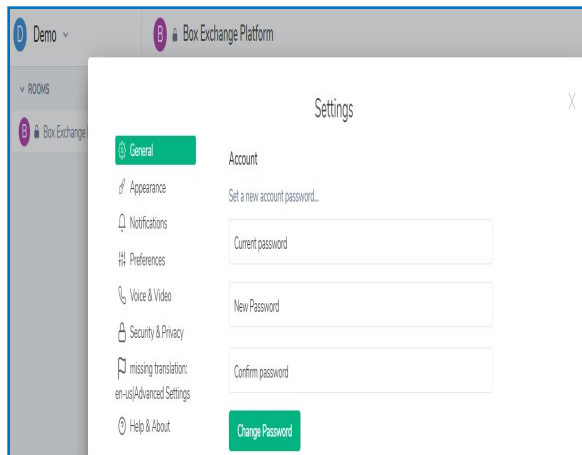 D Demo
B Box Exchange Platform
ROOMS
B Box Exchange
Settings
X
General
Appearance
Notifications
Preferences
Voice & Video
Security & Privacy
missing translation:
en-us|Advanced Settings
Help & About
Account
Set a new account password...
Current password
New Password
Confirm password
Change Password